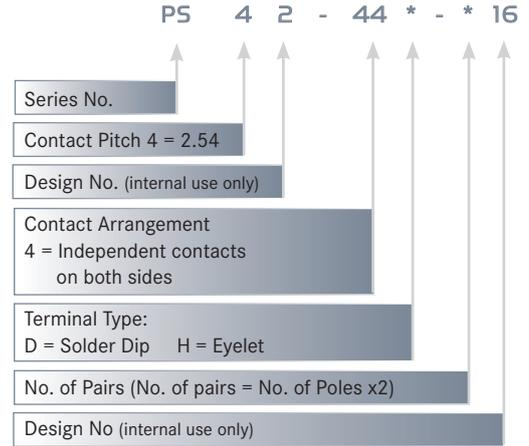 PS 4 2 - 44 * - * 16
Series No.
Contact Pitch 4 = 2.54
Design No. (internal use only)
Contact Arrangement
4 = Independent contacts
on both sides
Terminal Type:
D = Solder Dip H = Eyelet
No. of Pairs (No. of pairs = No. of Poles x2)
Design No (internal use only)